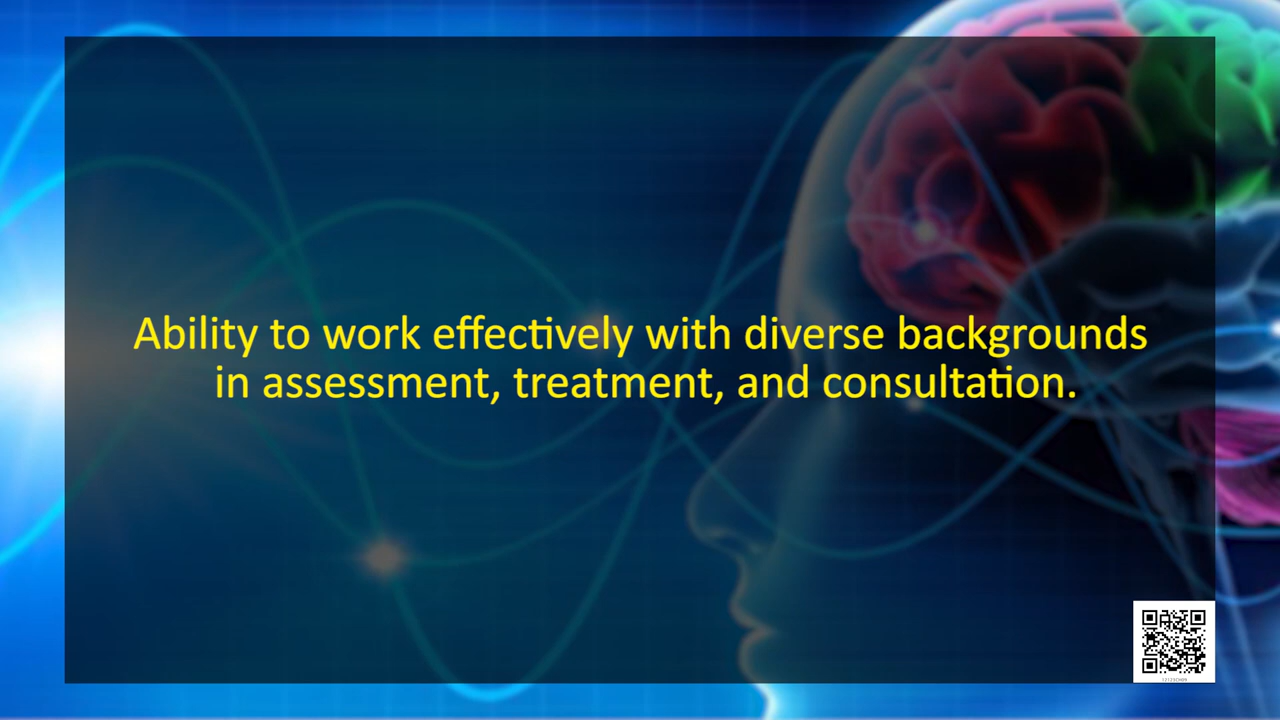 Ability to work effectively with diverse backgrounds
in assessment, treatment, and consultation.